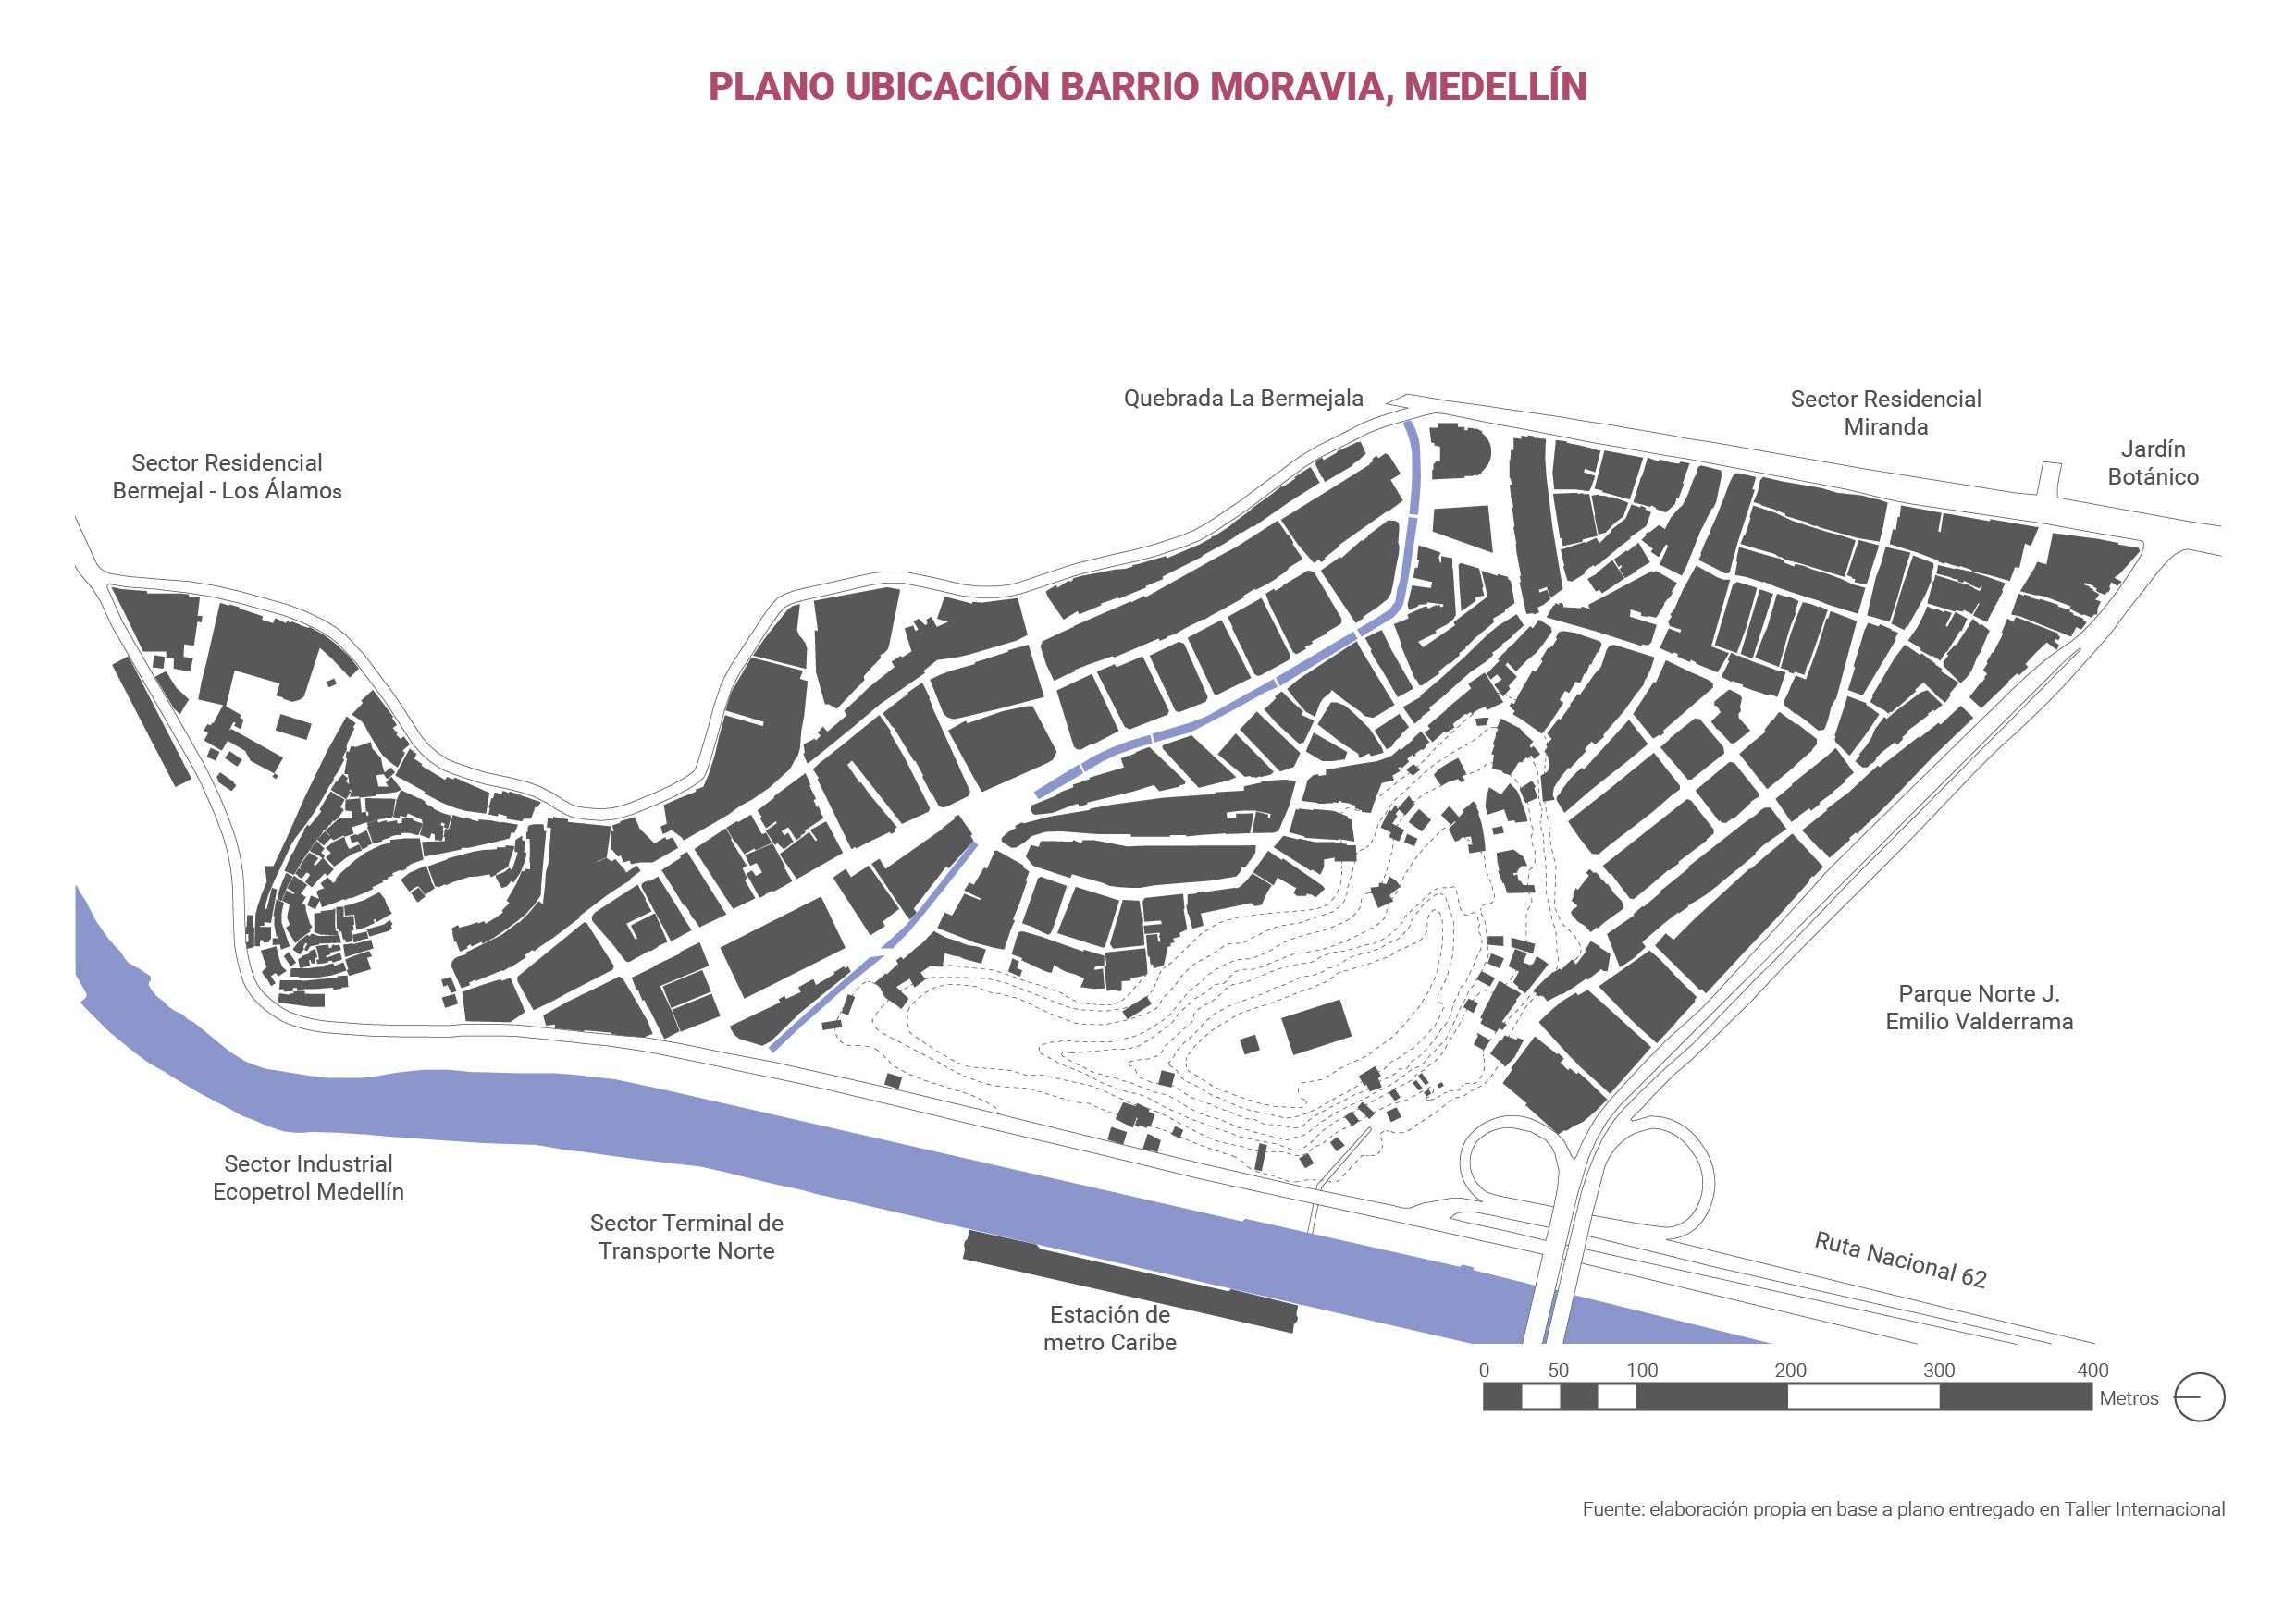 PLANO UBICACIÓN BARRIO MORAVIA, MEDELLÍN
Quebrada La Bermejala
Sector Residencial
Miranda
Jardín
Botánico
Sector Residencial
Bermejal - Los Álamos
Parque Norte J.
Emilio Valderrama
Sector Industrial
Ecopetrol Medellín
Sector Terminal de
Transporte Norte
Ruta Nacional 62
Estación de
metro Caribe
0 50 100 200 300 400
Metros
Fuente: elaboración propia en base a plano entregado en Taller Internacional